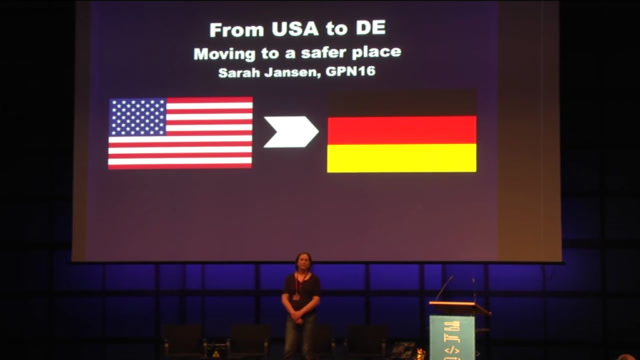 From USA to DE
Moving to a safer place
Sarah Jansen, GPN16